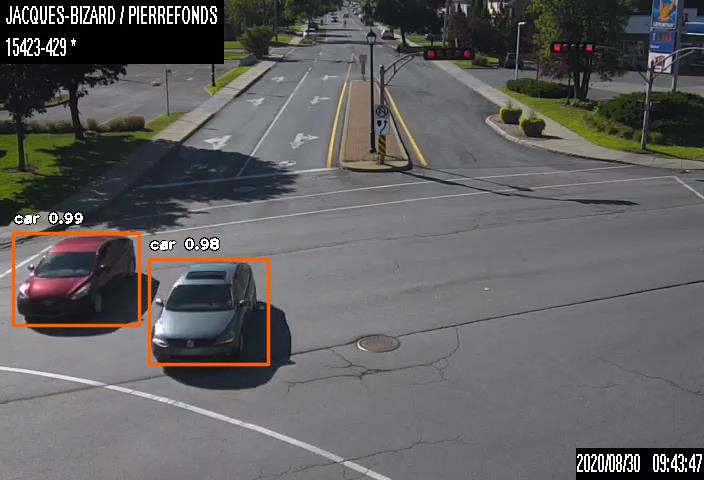 JACQUES-BIZARD / PIERREFONDS
15423-429 *
car 0.99
car 0.98
2020/08/30 09:43:47